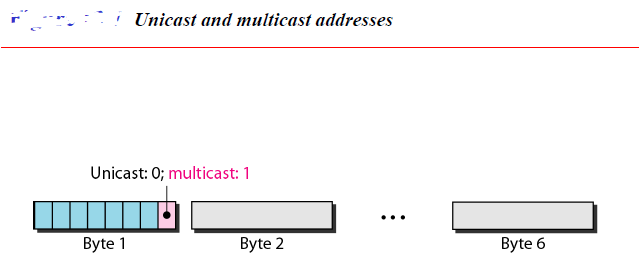 Unicast and multicast addresses
Unicast: 0; multicast: 1
...
Byte 1 Byte 2 Byte 6